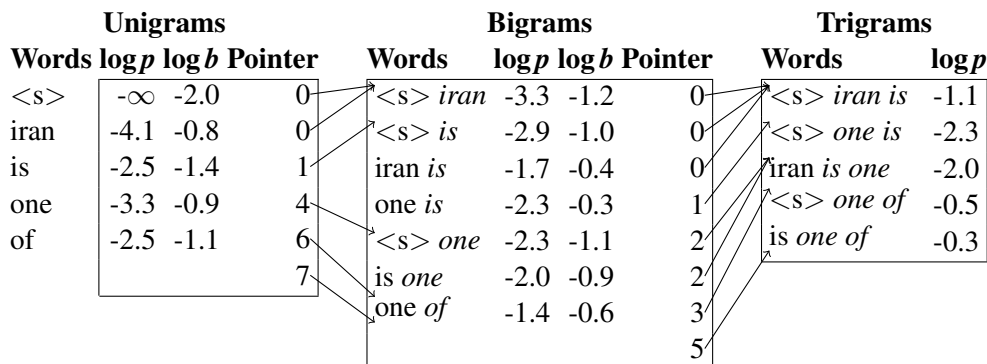 Unigrams Bigrams Trigrams
Words log p log b Pointer Words log p log b Pointer Words log p
<s> -∞ -2.0 0 <s> iran -3.3 -1.2 0 <s> iran is -1.1
iran -4.1 -0.8 0 <s> is -2.9 -1.0 0 <s> one is -2.3
is -2.5 -1.4 1 iran is -1.7 -0.4 0 iran is one -2.0
one -3.3 -0.9 4 one is -2.3 -0.3 1 <s> one of -0.5
of -2.5 -1.1 6 <s> one -2.3 -1.1 2 is one of -0.3
7 is one -2.0 -0.9 2
one of -1.4 -0.6 3
5